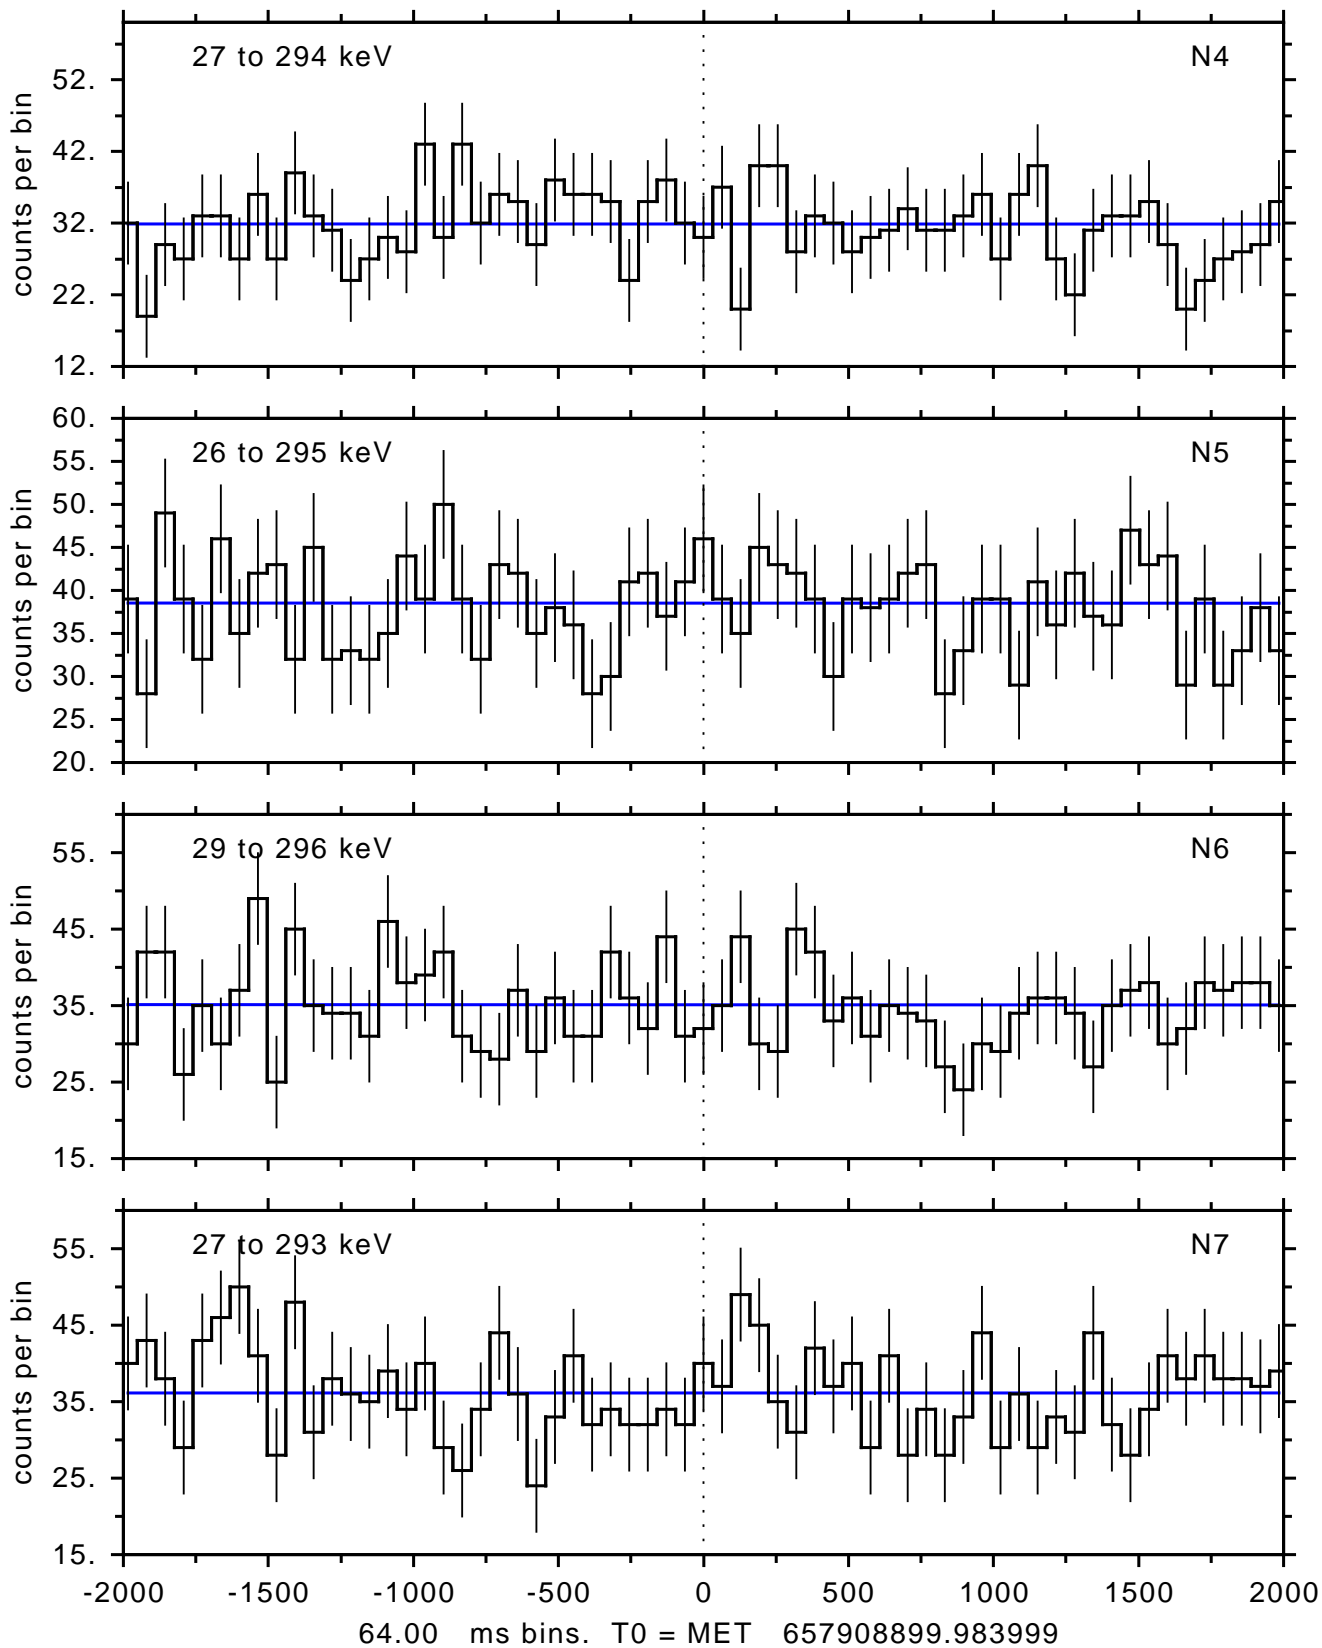 27 to 294 keV N4
52.
42.
32.
22.
12.
counts per bin
26 to 295 keV N5
60.
55.
50.
45.
40.
35.
30.
25.
20.
counts per bin
29 to 296 keV N6
55.
45.
35.
25.
15.
counts per bin
27 to 293 keV N7
55.
45.
35.
25.
15.
counts per bin
-2000 -1500 -1000 -500 0 500 1000 1500 2000
64.00 ms bins. T0 = MET 657908899.983999